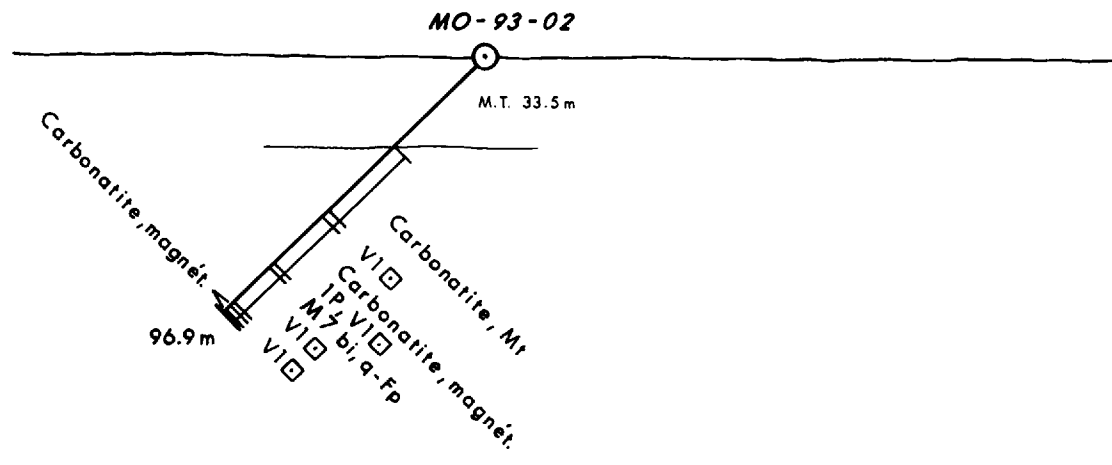 MO-93-02
M.T. 33.5 m
Carbonatite, magnét.
96.9 m
Carbonatite, Mt
V1
Carbonatite, magnét.
1P, V1
M7 bi, q-Fp
V1
V1